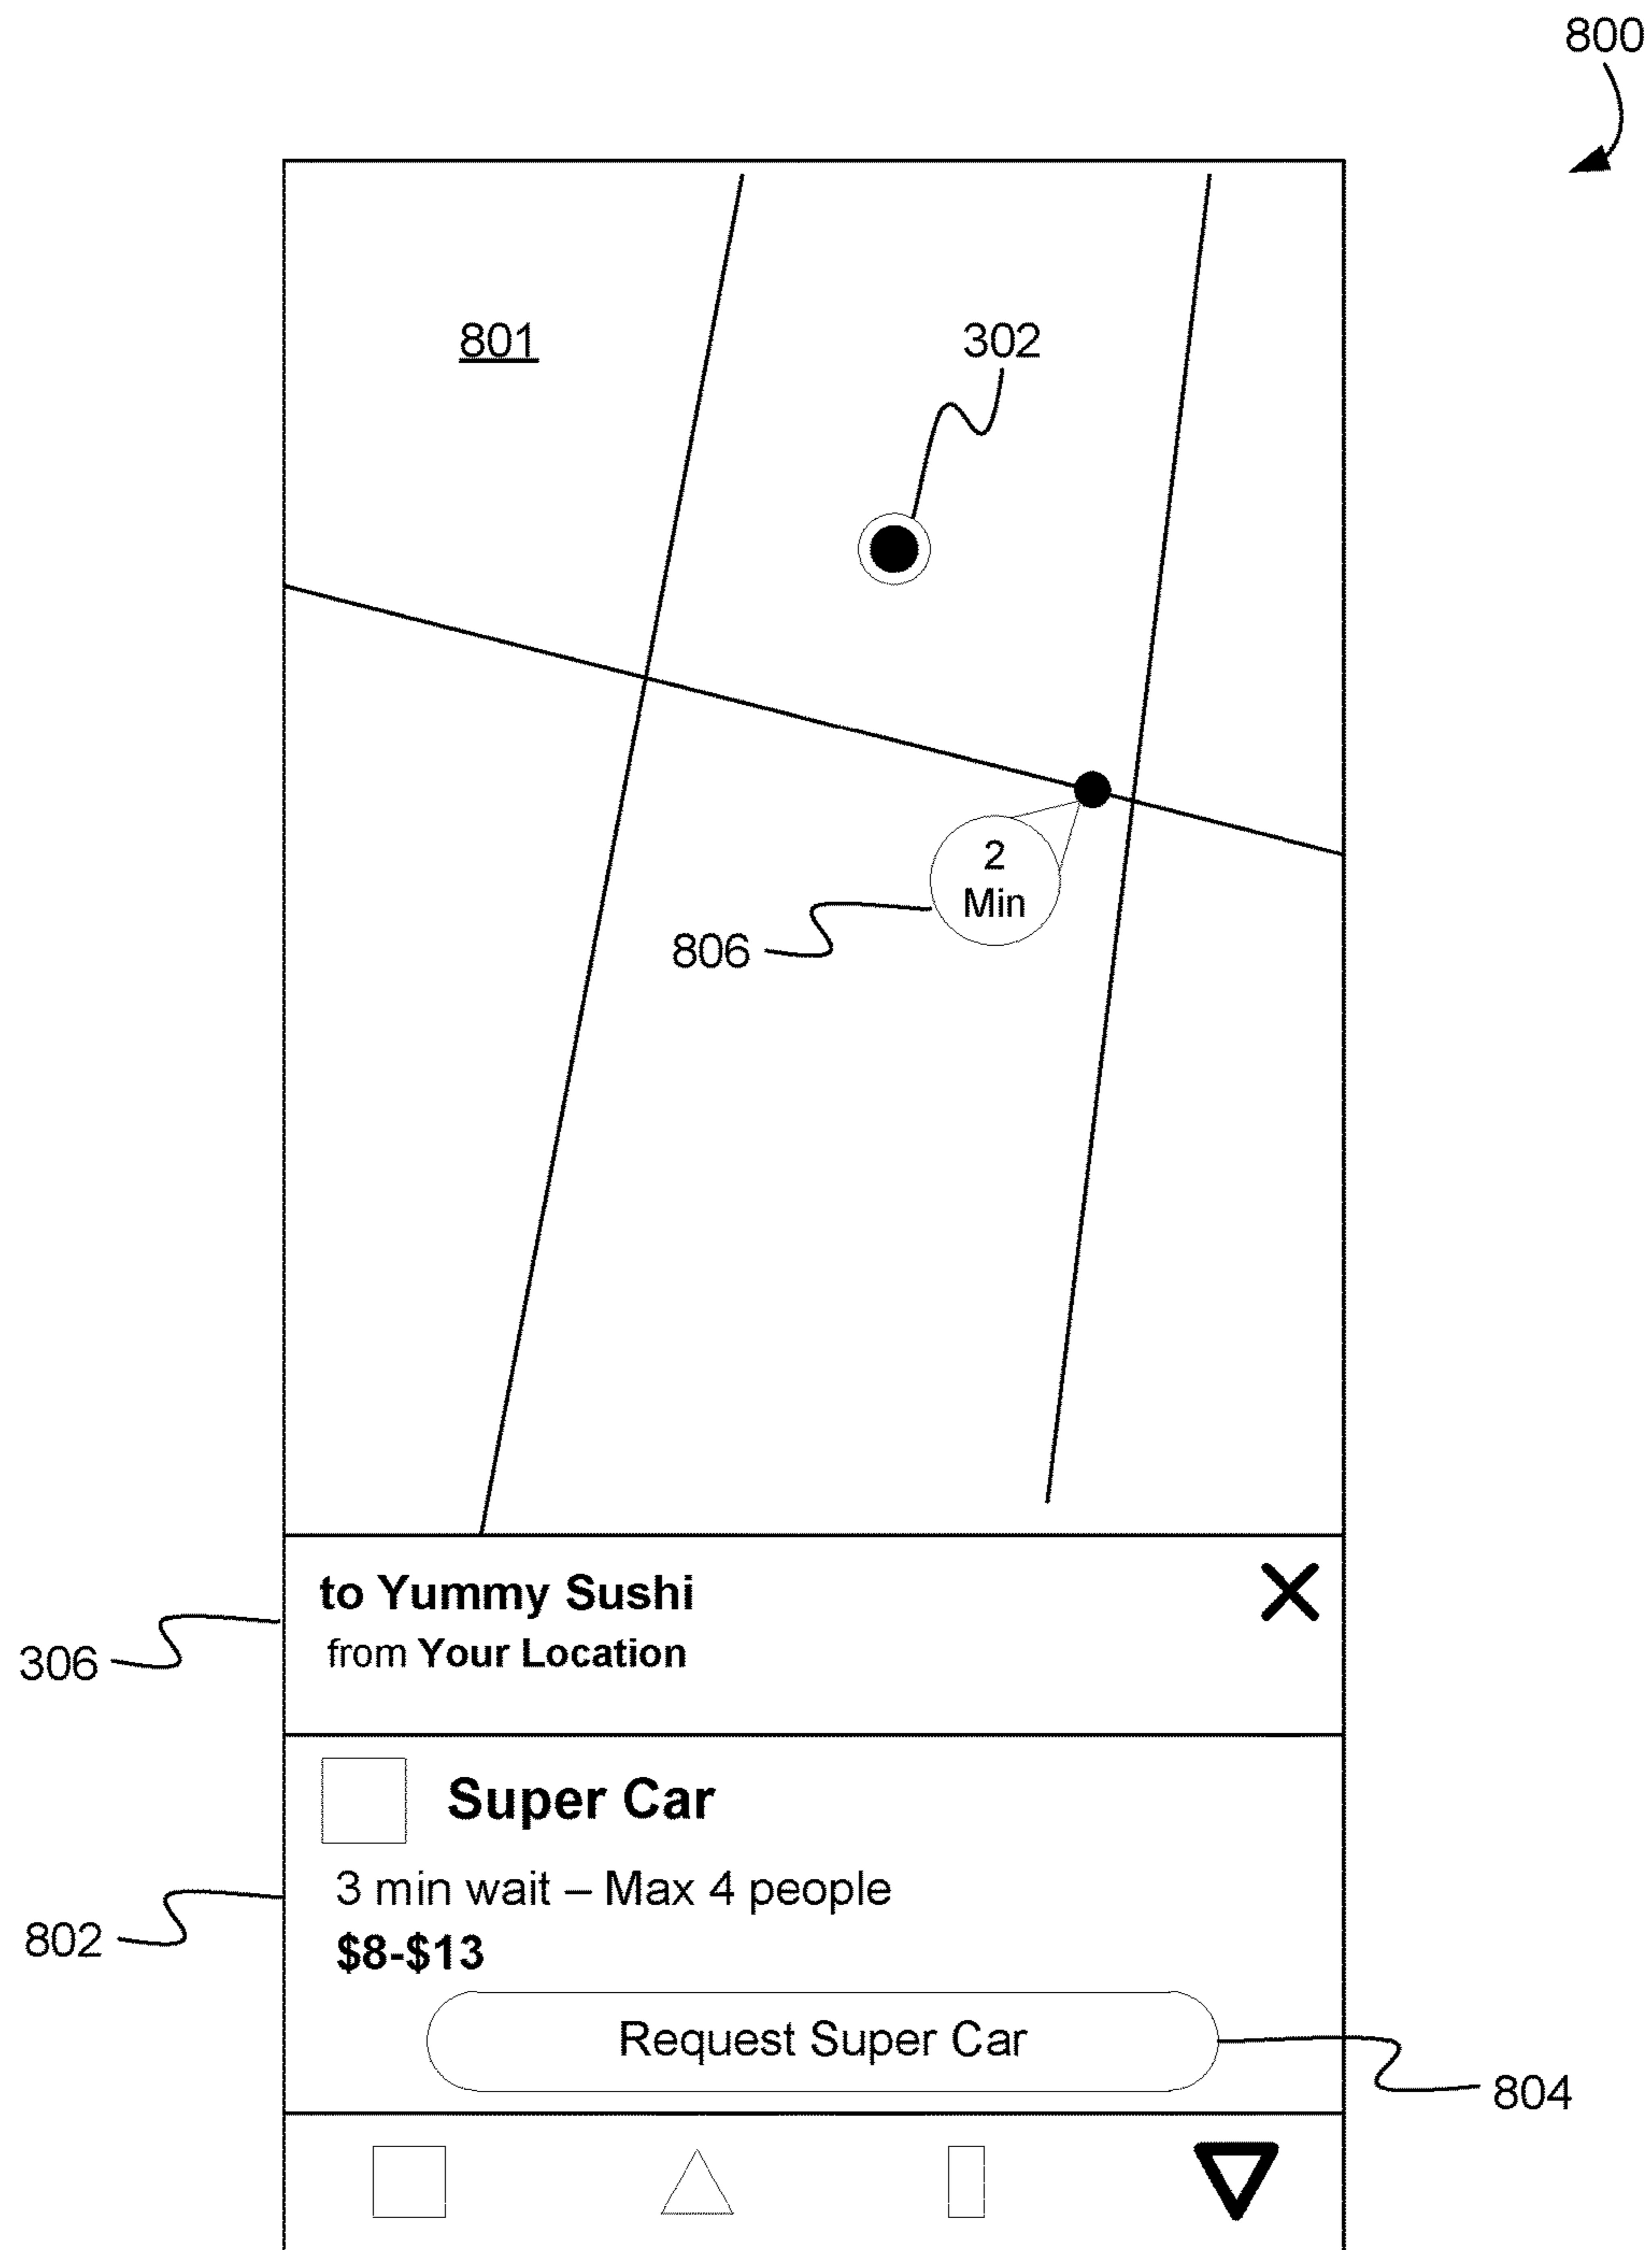 800
801
302
2
Min
806
to Yummy Sushi
from Your Location
306
Super Car
3 min wait – Max 4 people
802
$8-$13
Request Super Car
804